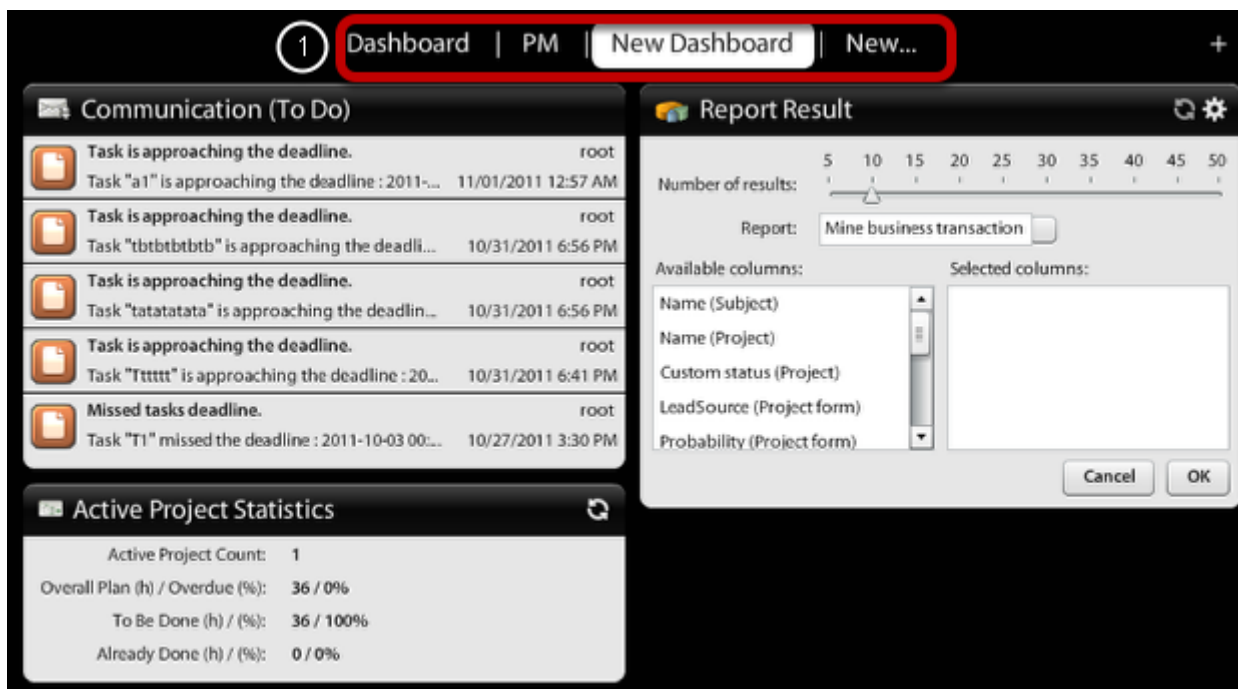 1 Dashboard | PM | New Dashboard | New... +
Communication (To Do)
Task is approaching the deadline. root
Task "a1" is approaching the deadline : 2011-... 11/01/2011 12:57 AM
Task is approaching the deadline. root
Task "tbtbtbtbtb" is approaching the deadli... 10/31/2011 6:56 PM
Task is approaching the deadline. root
Task "tatatatata" is approaching the deadlin... 10/31/2011 6:56 PM
Task is approaching the deadline. root
Task "Tttttt" is approaching the deadline : 20... 10/31/2011 6:41 PM
Missed tasks deadline. root
Task "T1" missed the deadline : 2011-10-03 00:... 10/27/2011 3:30 PM
Active Project Statistics
Active Project Count: 1
Overall Plan (h) / Overdue (%): 36 / 0%
To Be Done (h) / (%): 36 / 100%
Already Done (h) / (%): 0 / 0%
Report Result
5 10 15 20 25 30 35 40 45 50
Number of results:
Report: Mine business transaction
Available columns: Selected columns:
Name (Subject)
Name (Project)
Custom status (Project)
LeadSource (Project form)
Probability (Project form)
Cancel OK